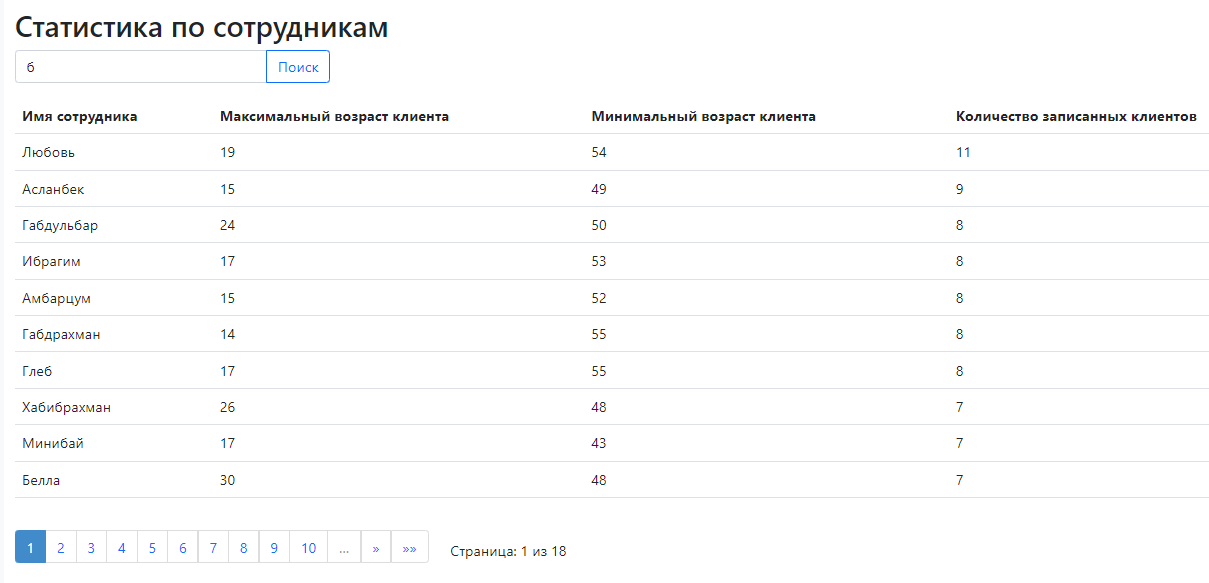 Статистика по сотрудникам
б Поиск
Имя сотрудника Максимальный возраст клиента Минимальный возраст клиента Количество записанных клиентов
Любовь 19 54 11
Асланбек 15 49 9
Габдульбар 24 50 8
Ибрагим 17 53 8
Амбарцум 15 52 8
Габдрахман 14 55 8
Глеб 17 55 8
Хабибрахман 26 48 7
Минибай 17 43 7
Белла 30 48 7
1 2 3 4 5 6 7 8 9 10 ... » »» Страница: 1 из 18